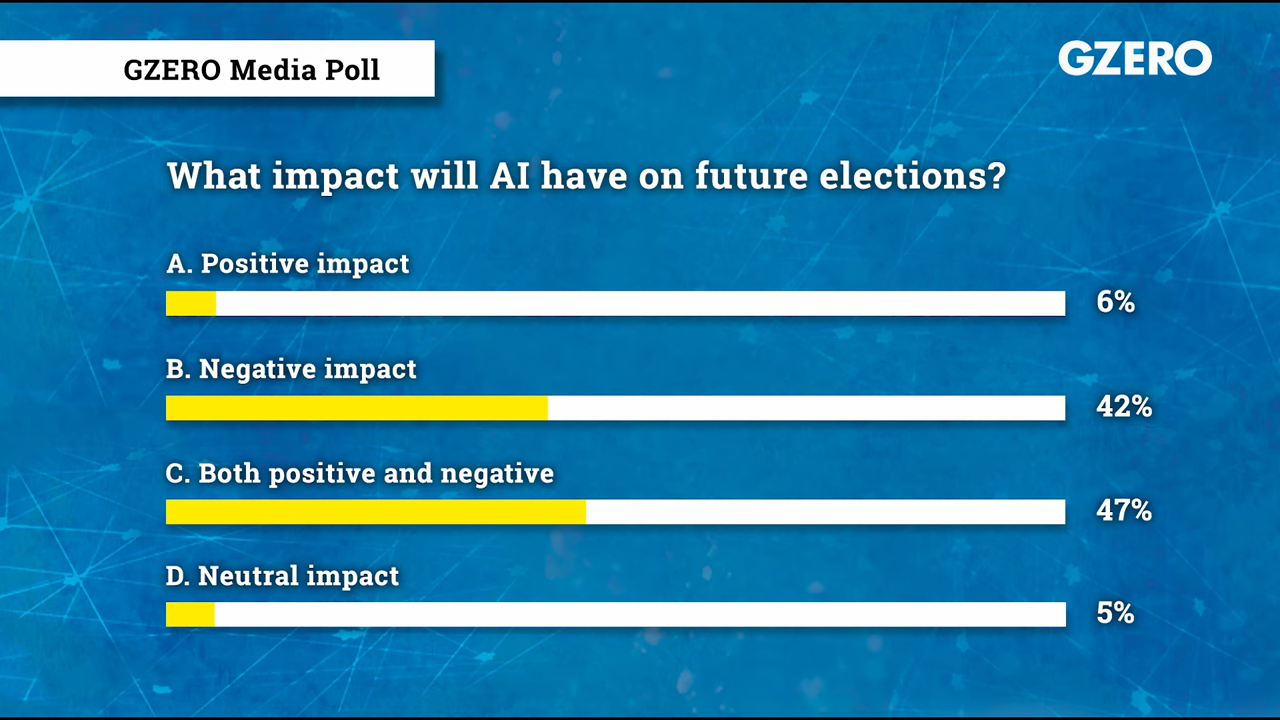 GZERO Media Poll
GZERO
What impact will AI have on future elections?
A. Positive impact
6%
B. Negative impact
42%
C. Both positive and negative
47%
D. Neutral impact
5%